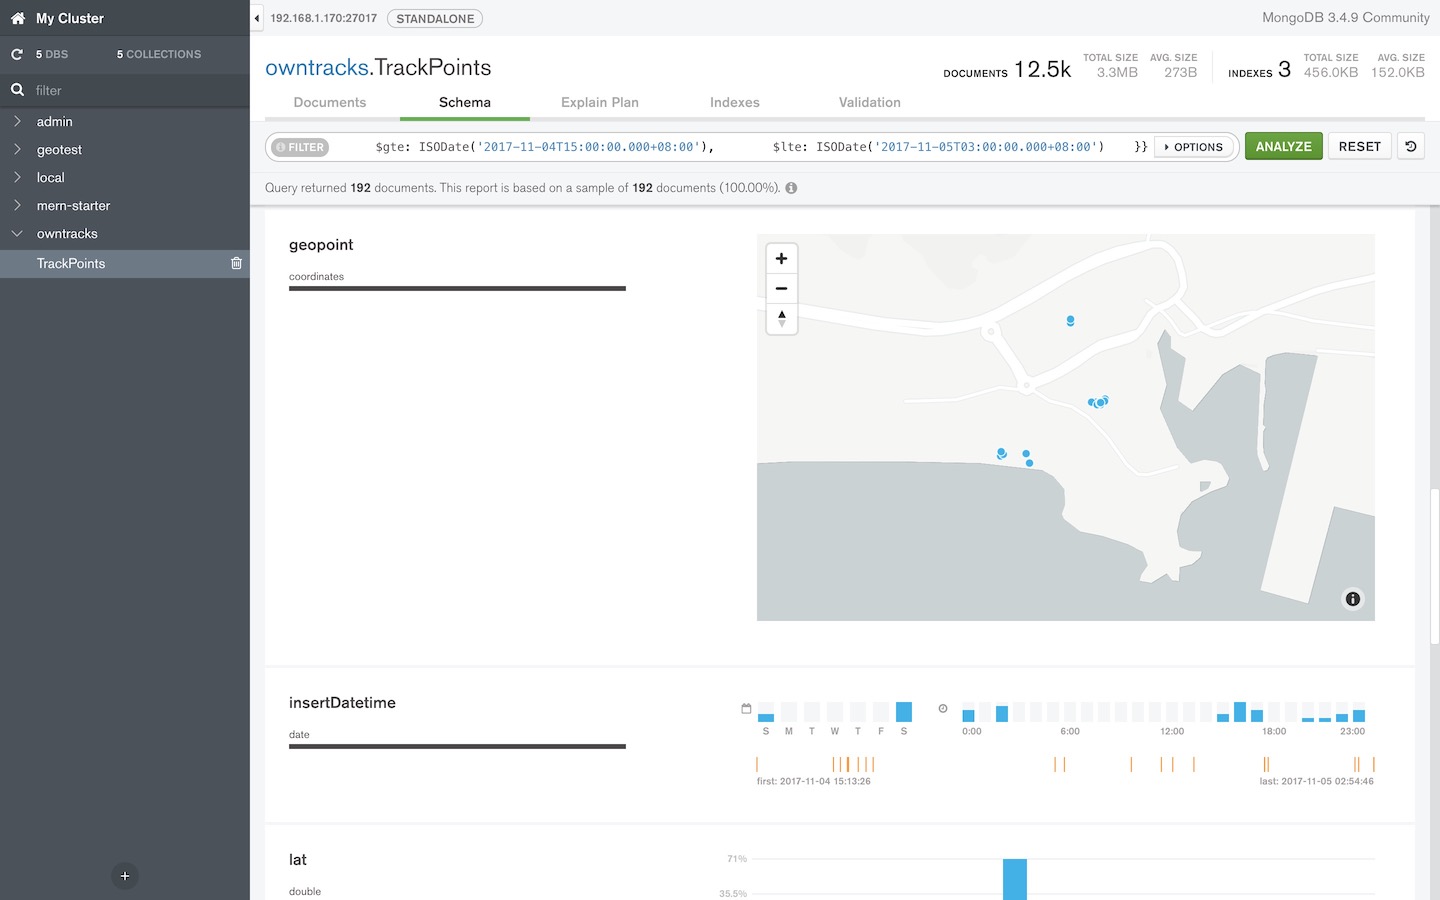 My Cluster
192.168.1.170:27017 STANDALONE
MongoDB 3.4.9 Community
5 DBS 5 COLLECTIONS
filter
admin
geotest
local
mern-starter
owntracks
TrackPoints
owntracks.TrackPoints
DOCUMENTS 12.5k TOTAL SIZE 3.3MB AVG. SIZE 273B
INDEXES 3 TOTAL SIZE 456.0KB AVG. SIZE 152.0KB
Documents Schema Explain Plan Indexes Validation
FILTER $gte: ISODate('2017-11-04T15:00:00.000+08:00'), $lte: ISODate('2017-11-05T03:00:00.000+08:00') }} OPTIONS ANALYZE RESET
Query returned 192 documents. This report is based on a sample of 192 documents (100.00%).
geopoint
coordinates
insertDatetime
date
S M T W T F S
0:00 6:00 12:00 18:00 23:00
first: 2017-11-04 15:13:26 last: 2017-11-05 02:54:46
lat
double
71%
35.5%